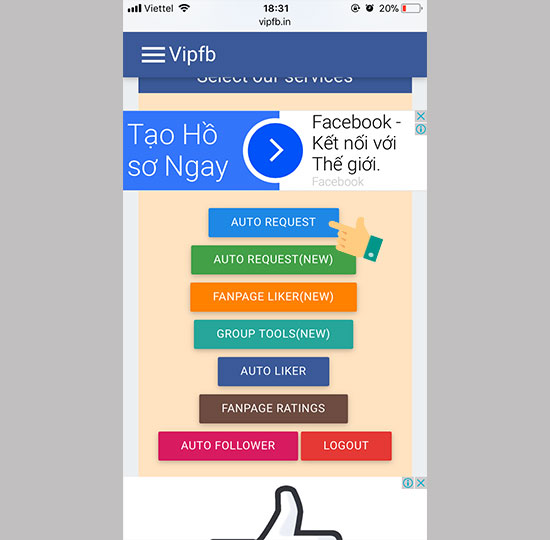 Viettel 18:31 20%
vipfb.in
Vipfb
Select our services
Tạo Hồ
sơ Ngay
Facebook -
Kết nối với
Thế giới.
Facebook
AUTO REQUEST
AUTO REQUEST(NEW)
FANPAGE LIKER(NEW)
GROUP TOOLS(NEW)
AUTO LIKER
FANPAGE RATINGS
AUTO FOLLOWER LOGOUT